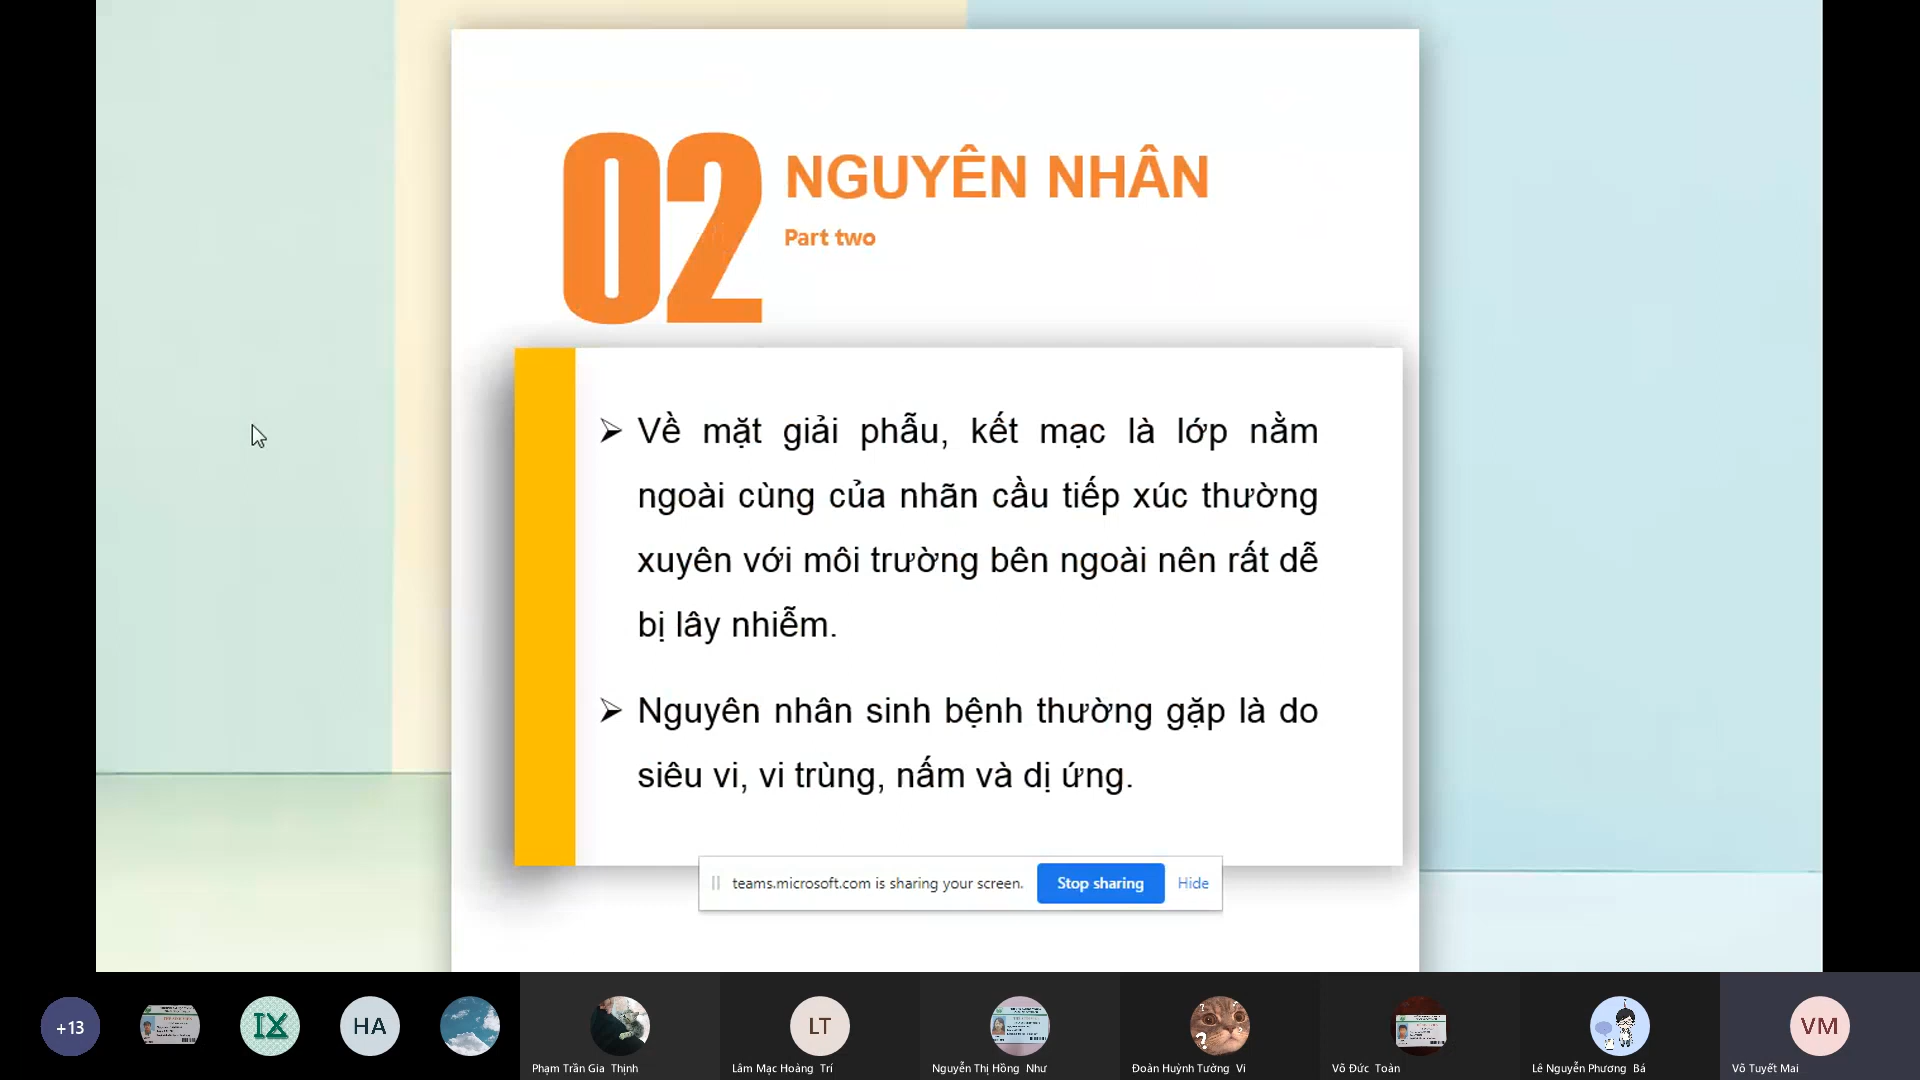 02
NGUYÊN NHÂN
Part two
➢ Về mặt giải phẫu, kết mạc là lớp nằm
ngoài cùng của nhãn cầu tiếp xúc thường
xuyên với môi trường bên ngoài nên rất dễ
bị lây nhiễm.
➢ Nguyên nhân sinh bệnh thường gặp là do
siêu vi, vi trùng, nấm và dị ứng.
teams.microsoft.com is sharing your screen.
Stop sharing
Hide
+13
IX
HA
LT
VM
Phạm Trần Gia Thịnh
Lâm Mạc Hoàng Trí
Nguyễn Thị Hồng Như
Đoàn Huỳnh Tường Vi
Võ Đức Toàn
Lê Nguyễn Phương Bá
Võ Tuyết Mai